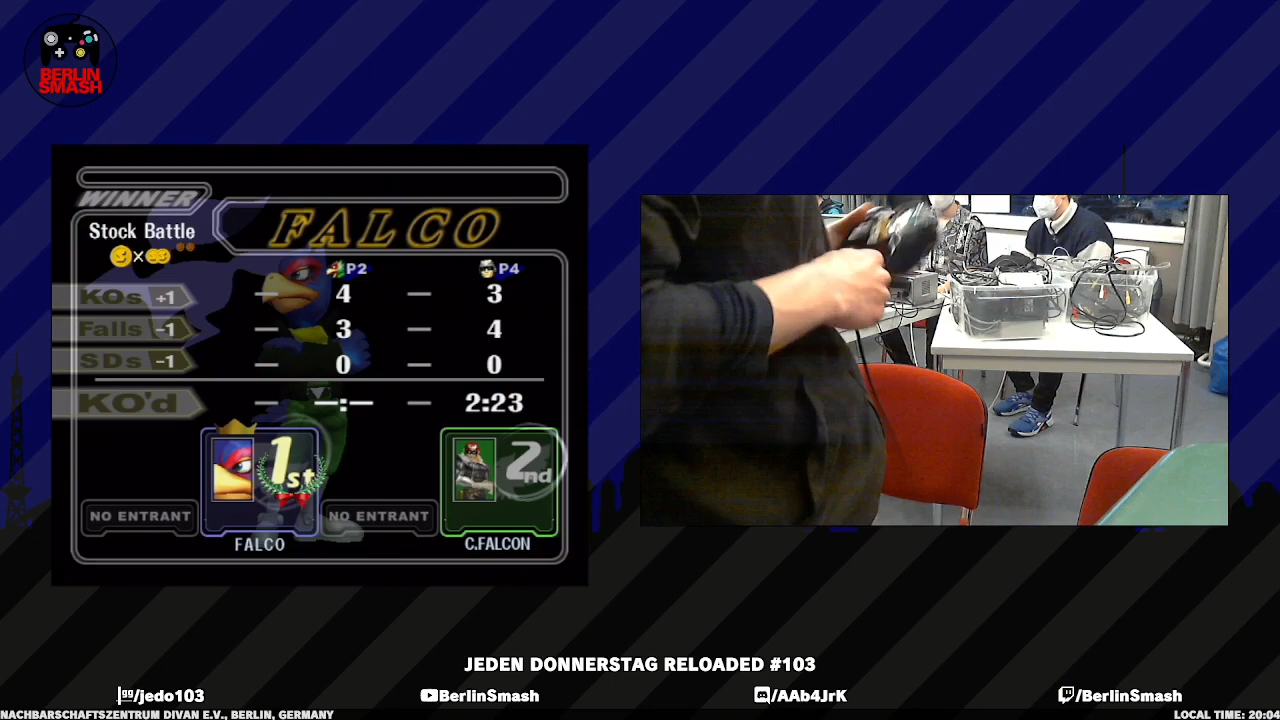 BERLIN
SMASH
WINNER
FALCO
Stock Battle
×
P2
P4
KOs +1
4
3
Falls -1
3
4
SDs -1
0
0
KO'd
—:—
2:23
1st
2nd
NO ENTRANT
NO ENTRANT
FALCO
C.FALCON
JEDEN DONNERSTAG RELOADED #103
gg/jedo103
BerlinSmash
/AAb4JrK
/BerlinSmash
NACHBARSCHAFTSZENTRUM DIVAN E.V., BERLIN, GERMANY
LOCAL TIME: 20:04